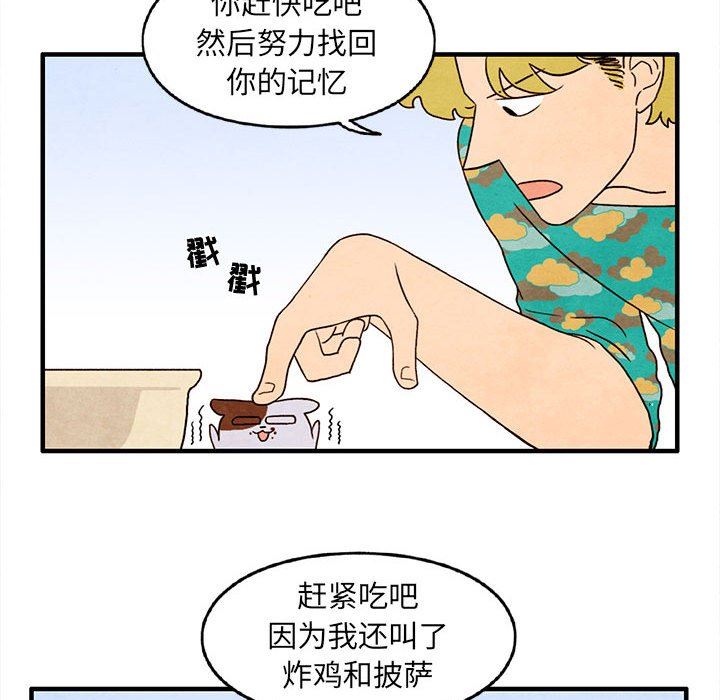 你赶快吃吧
然后努力找回
你的记忆
戳
戳
赶紧吃吧
因为我还叫了
炸鸡和披萨